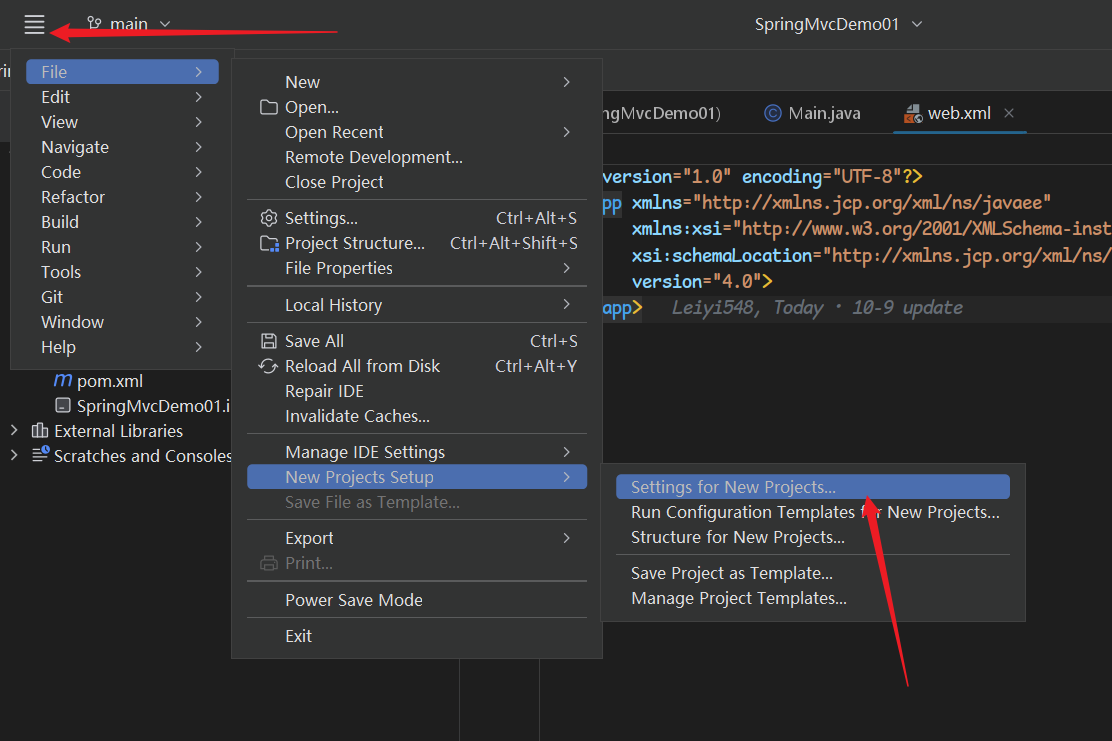 main
SpringMvcDemo01
File
Edit
View
Navigate
Code
Refactor
Build
Run
Tools
Git
Window
Help
New
Open...
Open Recent
Remote Development...
Close Project
Settings... Ctrl+Alt+S
Project Structure... Ctrl+Alt+Shift+S
File Properties
Local History
Save All Ctrl+S
Reload All from Disk Ctrl+Alt+Y
Repair IDE
Invalidate Caches...
Manage IDE Settings
New Projects Setup
Save File as Template...
Export
Print...
Power Save Mode
Exit
Settings for New Projects...
Run Configuration Templates for New Projects...
Structure for New Projects...
Save Project as Template...
Manage Project Templates...
ngMvcDemo01) Main.java web.xml
version="1.0" encoding="UTF-8"?>
pp xmlns="http://xmlns.jcp.org/xml/ns/javaee"
xmlns:xsi="http://www.w3.org/2001/XMLSchema-inst
xsi:schemaLocation="http://xmlns.jcp.org/xml/ns/
version="4.0">
app> Leiyi548, Today · 10-9 update
pom.xml
SpringMvcDemo01.i
External Libraries
Scratches and Consoles